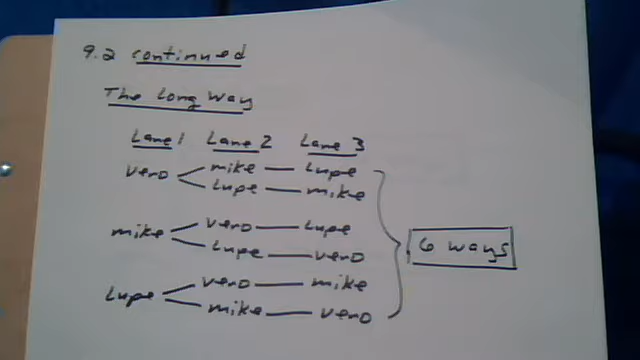 9.2 continued
The Long Way
Lane 1 Lane 2 Lane 3
vero mike lupe
lupe mike
mike vero lupe
lupe vero
lupe vero mike
mike vero
6 ways